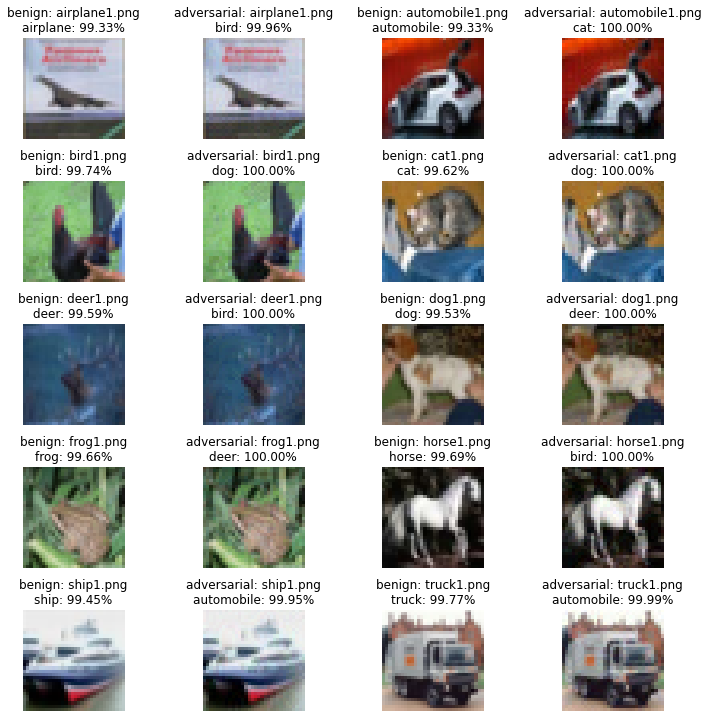 benign: airplane1.png
airplane: 99.33%
adversarial: airplane1.png
bird: 99.96%
benign: automobile1.png
automobile: 99.33%
adversarial: automobile1.png
cat: 100.00%
benign: bird1.png
bird: 99.74%
adversarial: bird1.png
dog: 100.00%
benign: cat1.png
cat: 99.62%
adversarial: cat1.png
dog: 100.00%
benign: deer1.png
deer: 99.59%
adversarial: deer1.png
bird: 100.00%
benign: dog1.png
dog: 99.53%
adversarial: dog1.png
deer: 100.00%
benign: frog1.png
frog: 99.66%
adversarial: frog1.png
deer: 100.00%
benign: horse1.png
horse: 99.69%
adversarial: horse1.png
bird: 100.00%
benign: ship1.png
ship: 99.45%
adversarial: ship1.png
automobile: 99.95%
benign: truck1.png
truck: 99.77%
adversarial: truck1.png
automobile: 99.99%